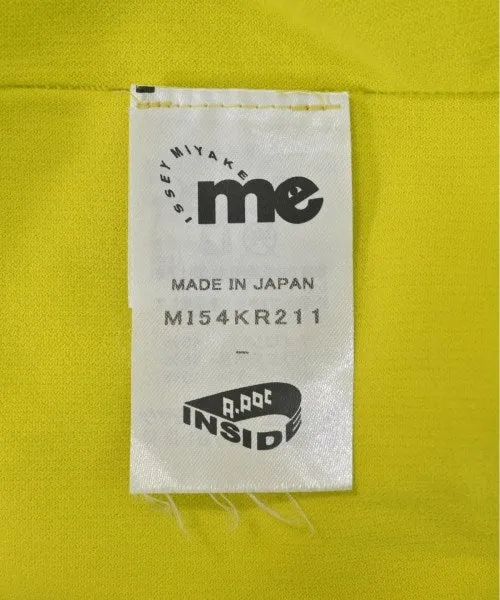 ISSEY MIYAKE
me
MADE IN JAPAN
MI54KR211
-
A-POC
INSIDE